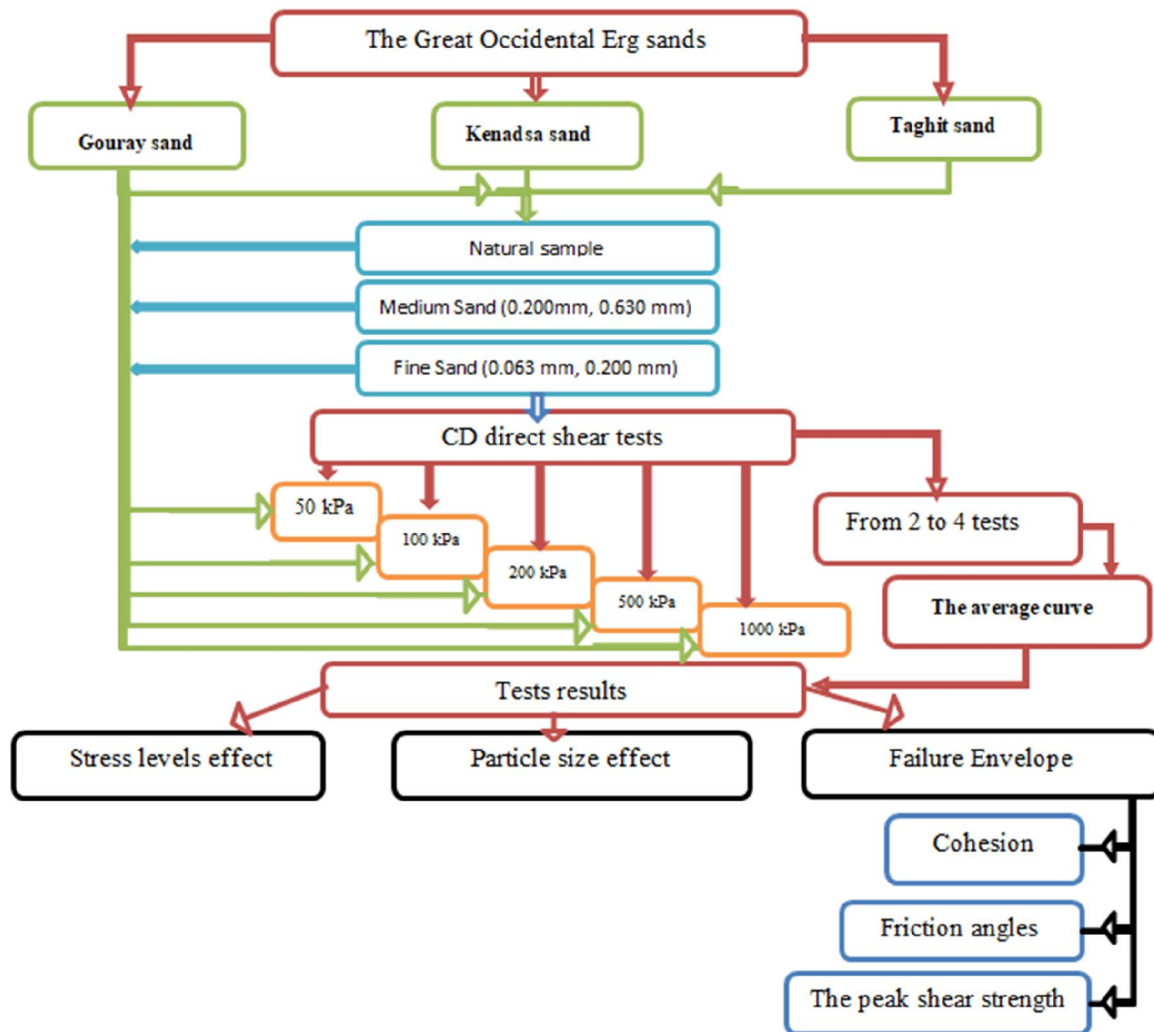 The Great Occidental Erg sands
Gouray sand
Kenadsa sand
Taghit sand
Natural sample
Medium Sand (0.200mm, 0.630 mm)
Fine Sand (0.063 mm, 0.200 mm)
CD direct shear tests
50 kPa
100 kPa
200 kPa
500 kPa
1000 kPa
From 2 to 4 tests
The average curve
Tests results
Stress levels effect
Particle size effect
Failure Envelope
Cohesion
Friction angles
The peak shear strength